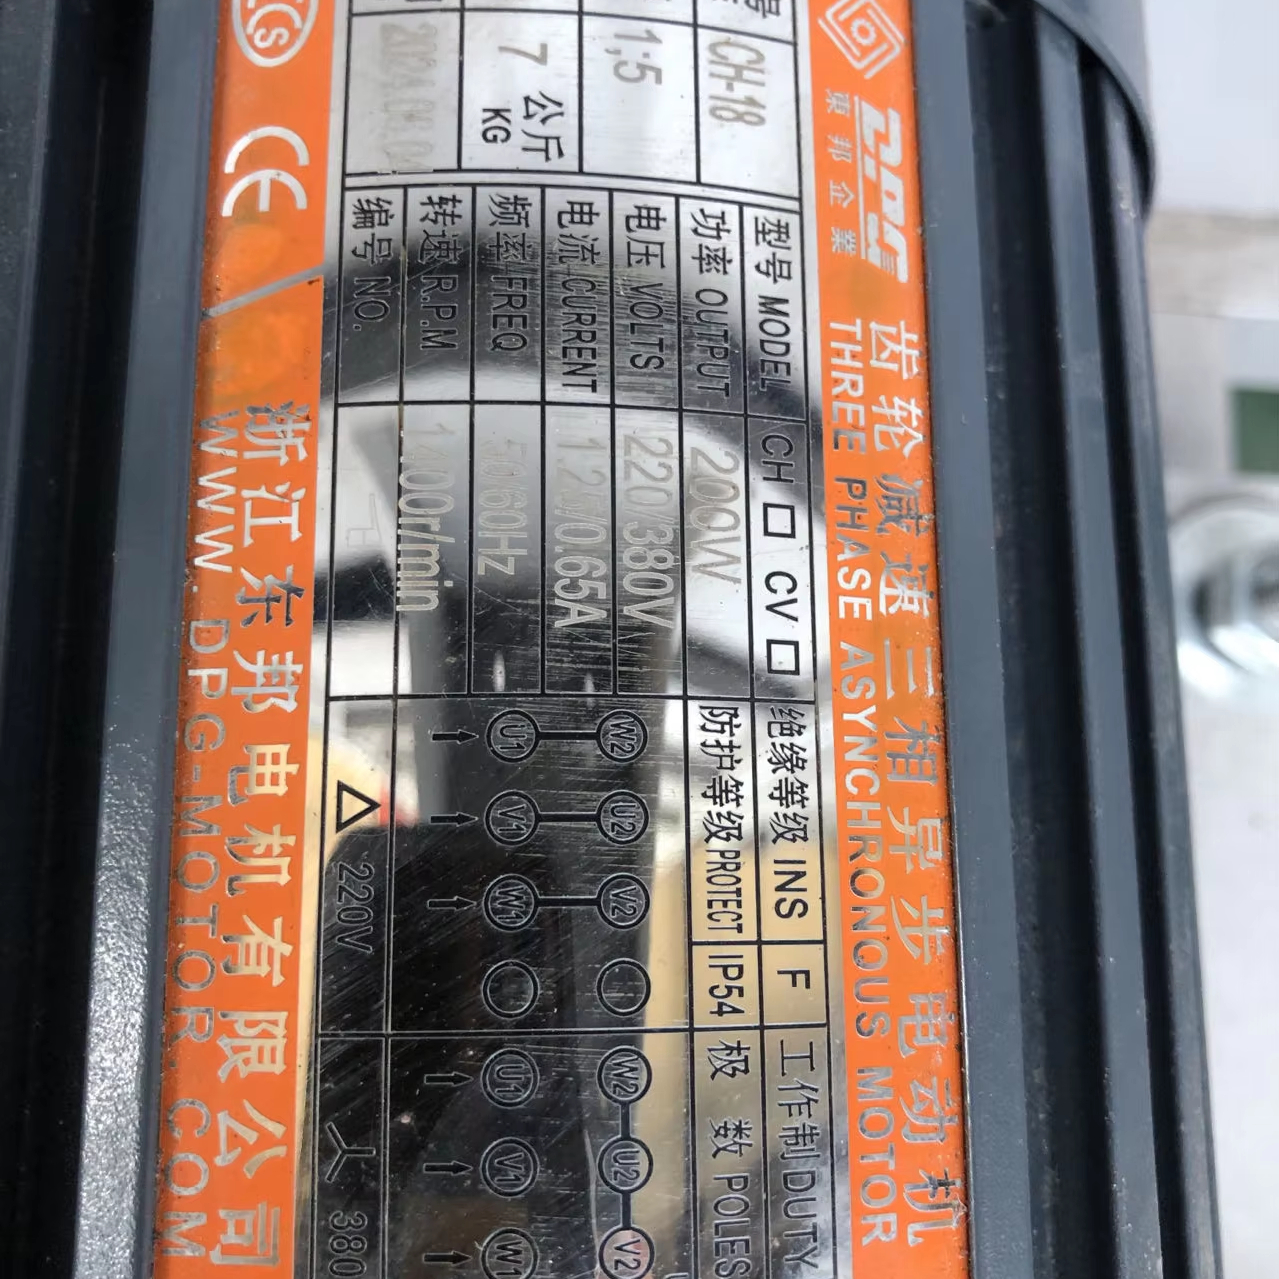 CCS
CE
CH-18
1:5
7 公斤
KG
東邦企業
齿轮减速三相异步电动机
THREE PHASE ASYNCHRONOUS MOTOR
型号 MODEL CH □ CV □ 绝缘等级 INS F 工作制 DUTY
功率 OUTPUT 200W 防护等级 PROTECT IP54 极 数 POLES
电压 VOLTS 220/380V
电流 CURRENT 1.2/0.65A
频率 FREQ 50/60Hz
转速 R.P.M 1400r/min
编号 NO.
W2 U2 V2
U1 V1 W1
△ 220V
W2 U2 V2
U1 V1 W1
380
浙江东邦电机有限公司
WWW.DPG-MOTOR.COM